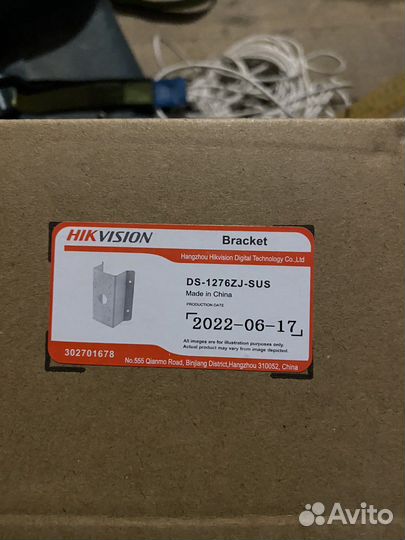 HIKVISION
Bracket
Hangzhou Hikvision Digital Technology Co.,Ltd.
DS-1276ZJ-SUS
Made in China
PRODUCTION DATE
2022-06-17
All images are for illustration purposes only.
Actual product may vary from image depicted.
302701678
No.555 Qianmo Road, Binjiang District,Hangzhou 310052, China
Avito